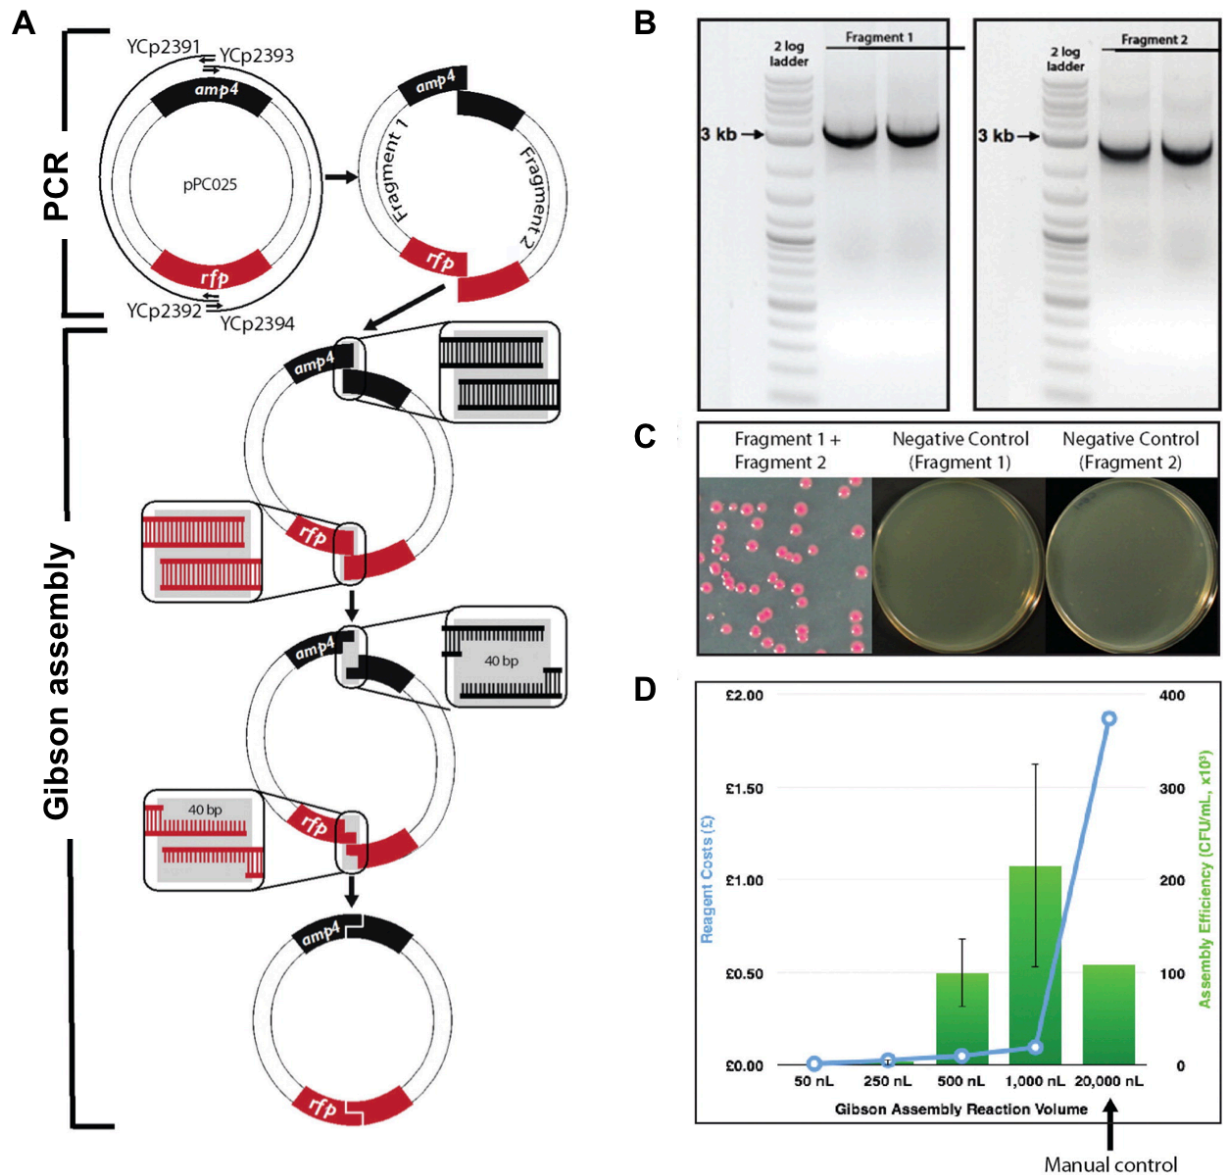 A
PCR
YCp2391
YCp2393
amp4
pPC025
rfp
YCp2392
YCp2394
amp4
Fragment 1
Fragment 2
rfp
Gibson assembly
amp4
rfp
amp4
40 bp
40 bp
rfp
amp4
rfp
B
2 log
ladder
Fragment 1
3 kb
2 log
ladder
Fragment 2
3 kb
C
Fragment 1 +
Fragment 2
Negative Control
(Fragment 1)
Negative Control
(Fragment 2)
D
Reagent Costs (£)
£2.00
£1.50
£1.00
£0.50
£0.00
400
300
200
100
0
Assembly Efficiency (CFU/mL, x10³)
50 nL
250 nL
500 nL
1,000 nL
20,000 nL
Gibson Assembly Reaction Volume
Manual control